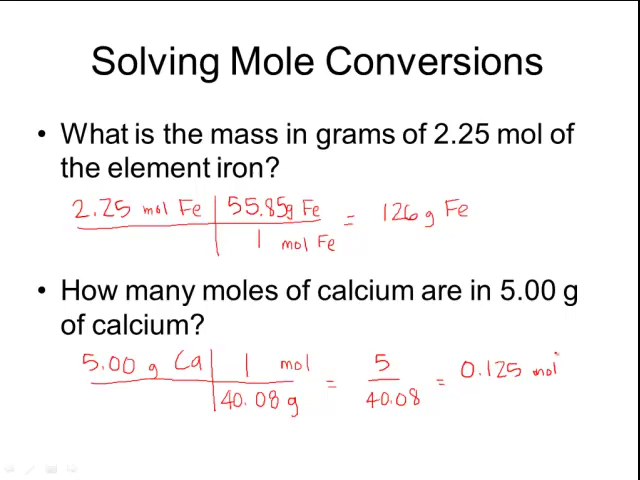 Solving Mole Conversions
• What is the mass in grams of 2.25 mol of
the element iron?
2.25 mol Fe | 55.85g Fe = 126 g Fe
1 mol Fe
• How many moles of calcium are in 5.00 g
of calcium?
5.00 g Ca | 1 mol = 5 = 0.125 mol
40.08 g 40.08